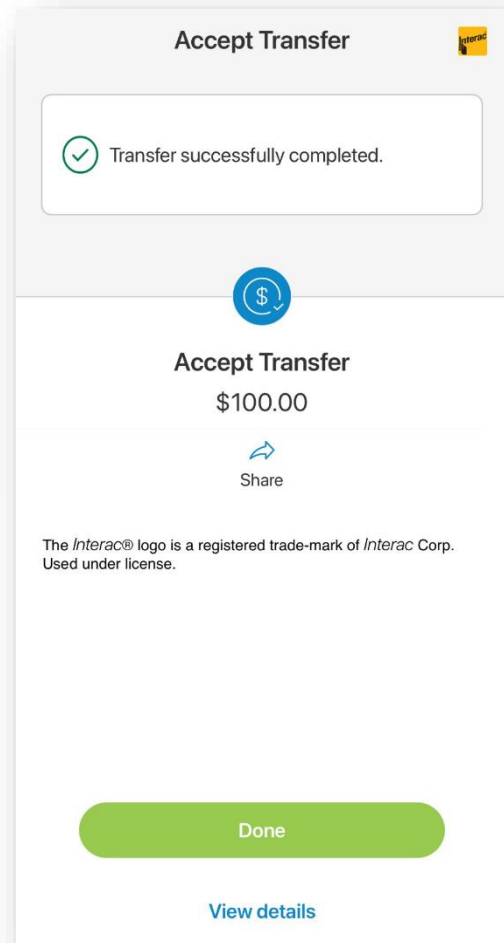 Accept Transfer
Interac
Transfer successfully completed.
$
Accept Transfer
$100.00
Share
The Interac® logo is a registered trade-mark of Interac Corp.
Used under license.
Done
View details